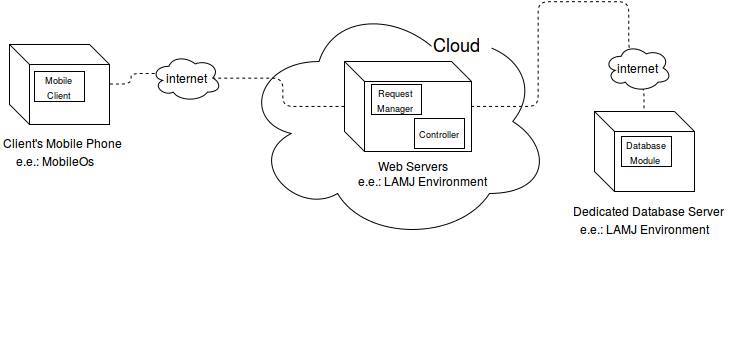 Cloud
Mobile
Client
internet
Client's Mobile Phone
e.e.: MobileOs
Request
Manager
Controller
Web Servers
e.e.: LAMJ Environment
internet
Database
Module
Dedicated Database Server
e.e.: LAMJ Environment